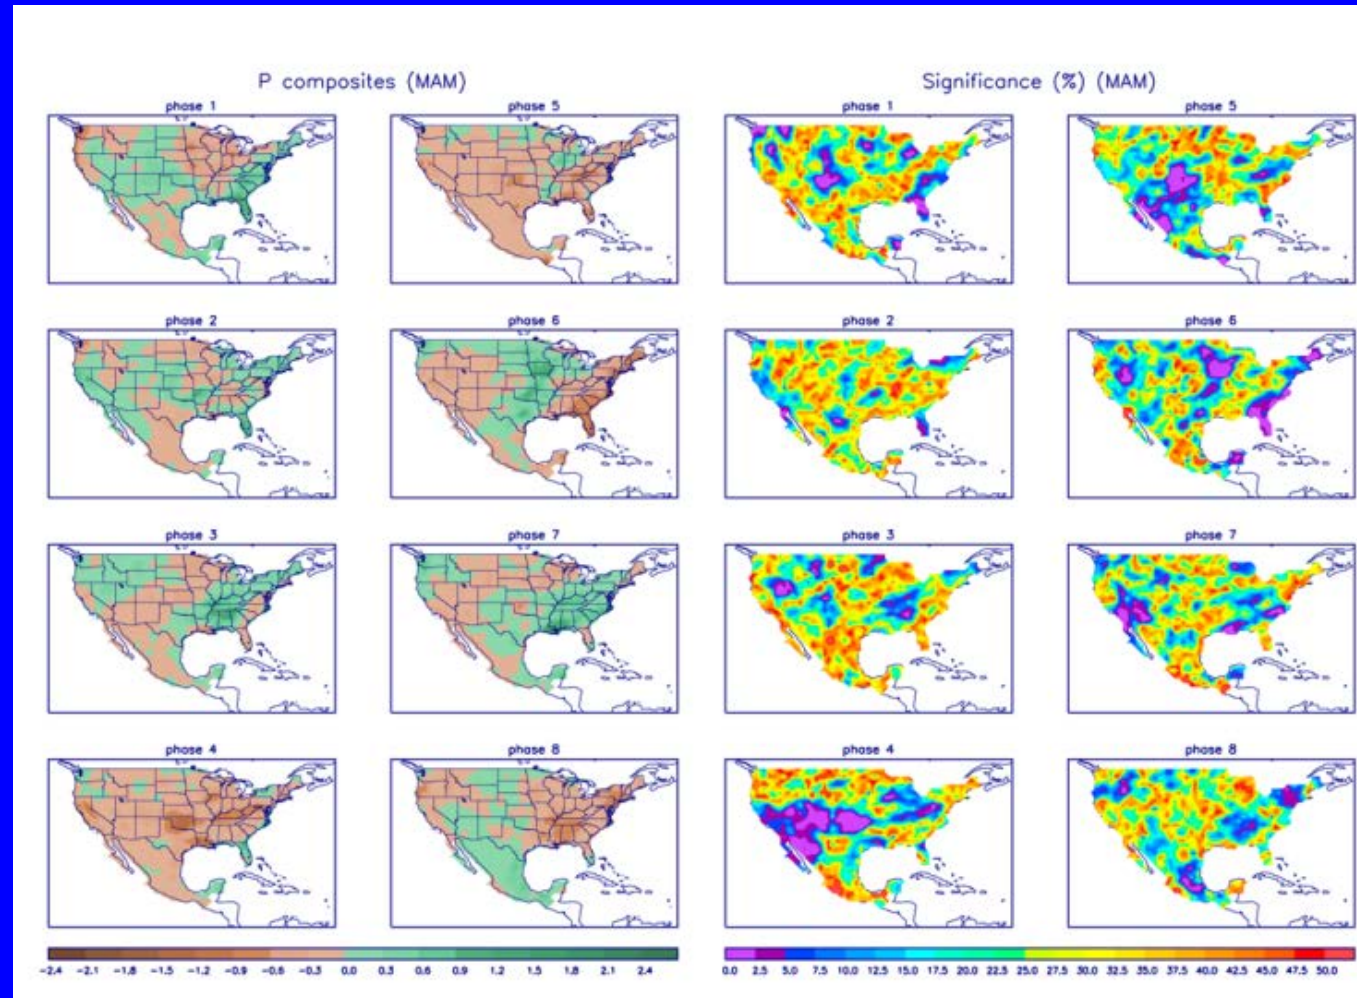 P composites (MAM)
Significance (%) (MAM)
phase 1
phase 5
phase 1
phase 5
phase 2
phase 6
phase 2
phase 6
phase 3
phase 7
phase 3
phase 7
phase 4
phase 8
phase 4
phase 8
-2.4 -2.1 -1.8 -1.5 -1.2 -0.9 -0.6 -0.3 0.0 0.3 0.6 0.9 1.2 1.5 1.8 2.1 2.4
0.0 2.5 5.0 7.5 10.0 12.5 15.0 17.5 20.0 22.5 25.0 27.5 30.0 32.5 35.0 37.5 40.0 42.5 45.0 47.5 50.0